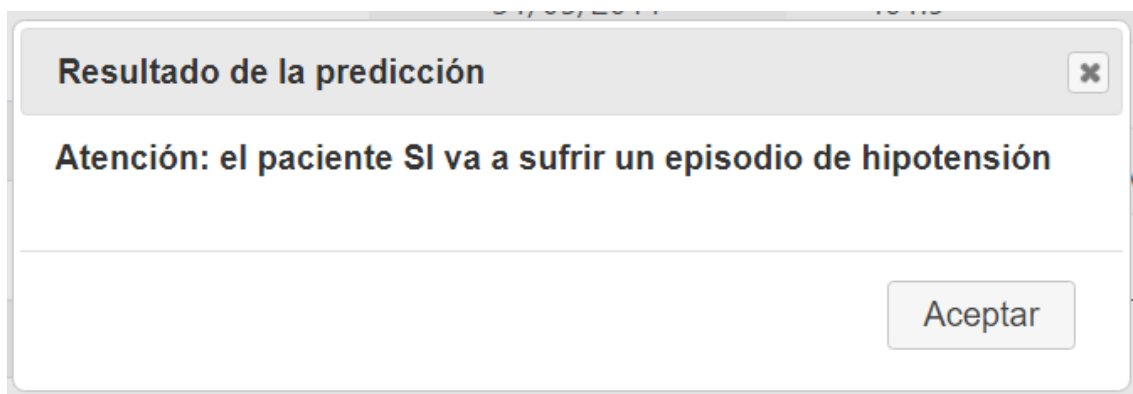 Resultado de la predicción
Atención: el paciente SI va a sufrir un episodio de hipotensión
Aceptar